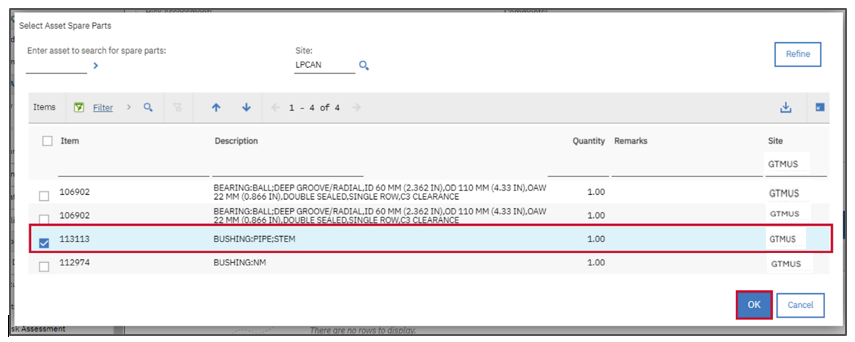 Risk Assessment: Comments:
Select Asset Spare Parts
Enter asset to search for spare parts: Site:
LPCAN
Refine
Items Filter 1 - 4 of 4
Item Description Quantity Remarks Site
GTMUS
106902 BEARING:BALL;DEEP GROOVE/RADIAL,ID 60 MM (2.362 IN),OD 110 MM (4.33 IN),OAW
22 MM (0.866 IN),DOUBLE SEALED,SINGLE ROW,C3 CLEARANCE 1.00 GTMUS
106902 BEARING:BALL;DEEP GROOVE/RADIAL,ID 60 MM (2.362 IN),OD 110 MM (4.33 IN),OAW
22 MM (0.866 IN),DOUBLE SEALED,SINGLE ROW,C3 CLEARANCE 1.00 GTMUS
113113 BUSHING:PIPE;STEM 1.00 GTMUS
112974 BUSHING:NM 1.00 GTMUS
OK Cancel
sk Assessment There are no rows to display.